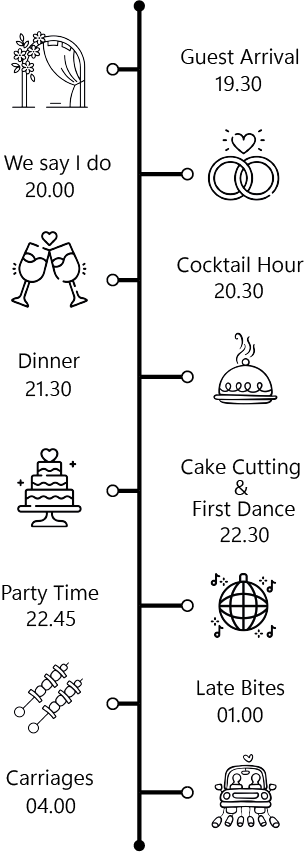 Guest Arrival
19.30
We say I do
20.00
Cocktail Hour
20.30
Dinner
21.30
Cake Cutting
&
First Dance
22.30
Party Time
22.45
Late Bites
01.00
Carriages
04.00